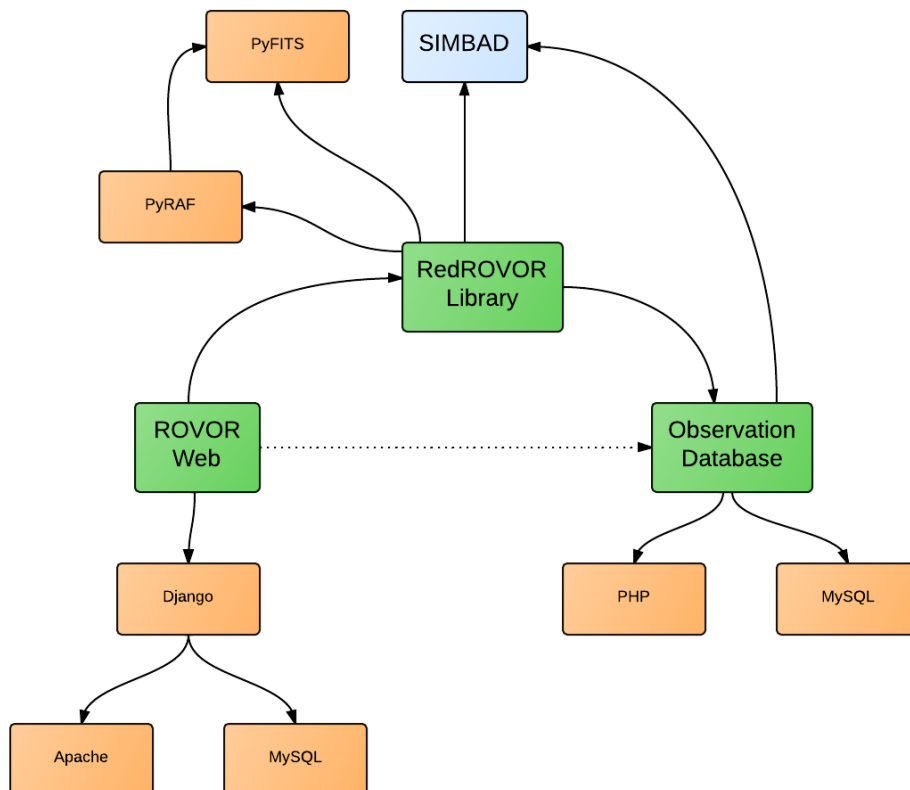 PyFITS
SIMBAD
PyRAF
RedROVOR
Library
ROVOR
Web
Observation
Database
Django
PHP
MySQL
Apache
MySQL